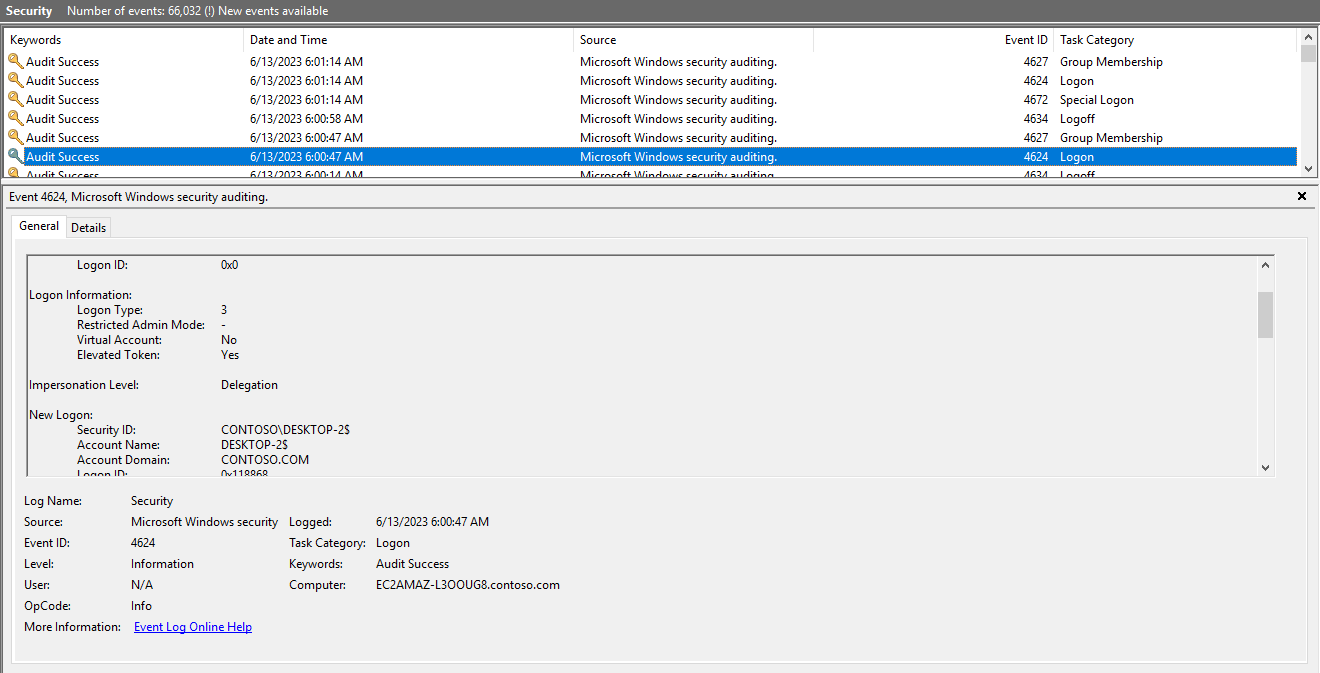 Security Number of events: 66,032 (!) New events available
Keywords Date and Time Source Event ID Task Category
Audit Success 6/13/2023 6:01:14 AM Microsoft Windows security auditing. 4627 Group Membership
Audit Success 6/13/2023 6:01:14 AM Microsoft Windows security auditing. 4624 Logon
Audit Success 6/13/2023 6:01:14 AM Microsoft Windows security auditing. 4672 Special Logon
Audit Success 6/13/2023 6:00:58 AM Microsoft Windows security auditing. 4634 Logoff
Audit Success 6/13/2023 6:00:47 AM Microsoft Windows security auditing. 4627 Group Membership
Audit Success 6/13/2023 6:00:47 AM Microsoft Windows security auditing. 4624 Logon
Audit Success 6/13/2023 6:00:14 AM Microsoft Windows security auditing. 4634 Logoff
Event 4624, Microsoft Windows security auditing.
General Details
Logon ID: 0x0
Logon Information:
Logon Type: 3
Restricted Admin Mode: -
Virtual Account: No
Elevated Token: Yes
Impersonation Level: Delegation
New Logon:
Security ID: CONTOSO\DESKTOP-2$
Account Name: DESKTOP-2$
Account Domain: CONTOSO.COM
Logon ID: 0x118868
Log Name: Security
Source: Microsoft Windows security Logged: 6/13/2023 6:00:47 AM
Event ID: 4624 Task Category: Logon
Level: Information Keywords: Audit Success
User: N/A Computer: EC2AMAZ-L3OOUG8.contoso.com
OpCode: Info
More Information: Event Log Online Help